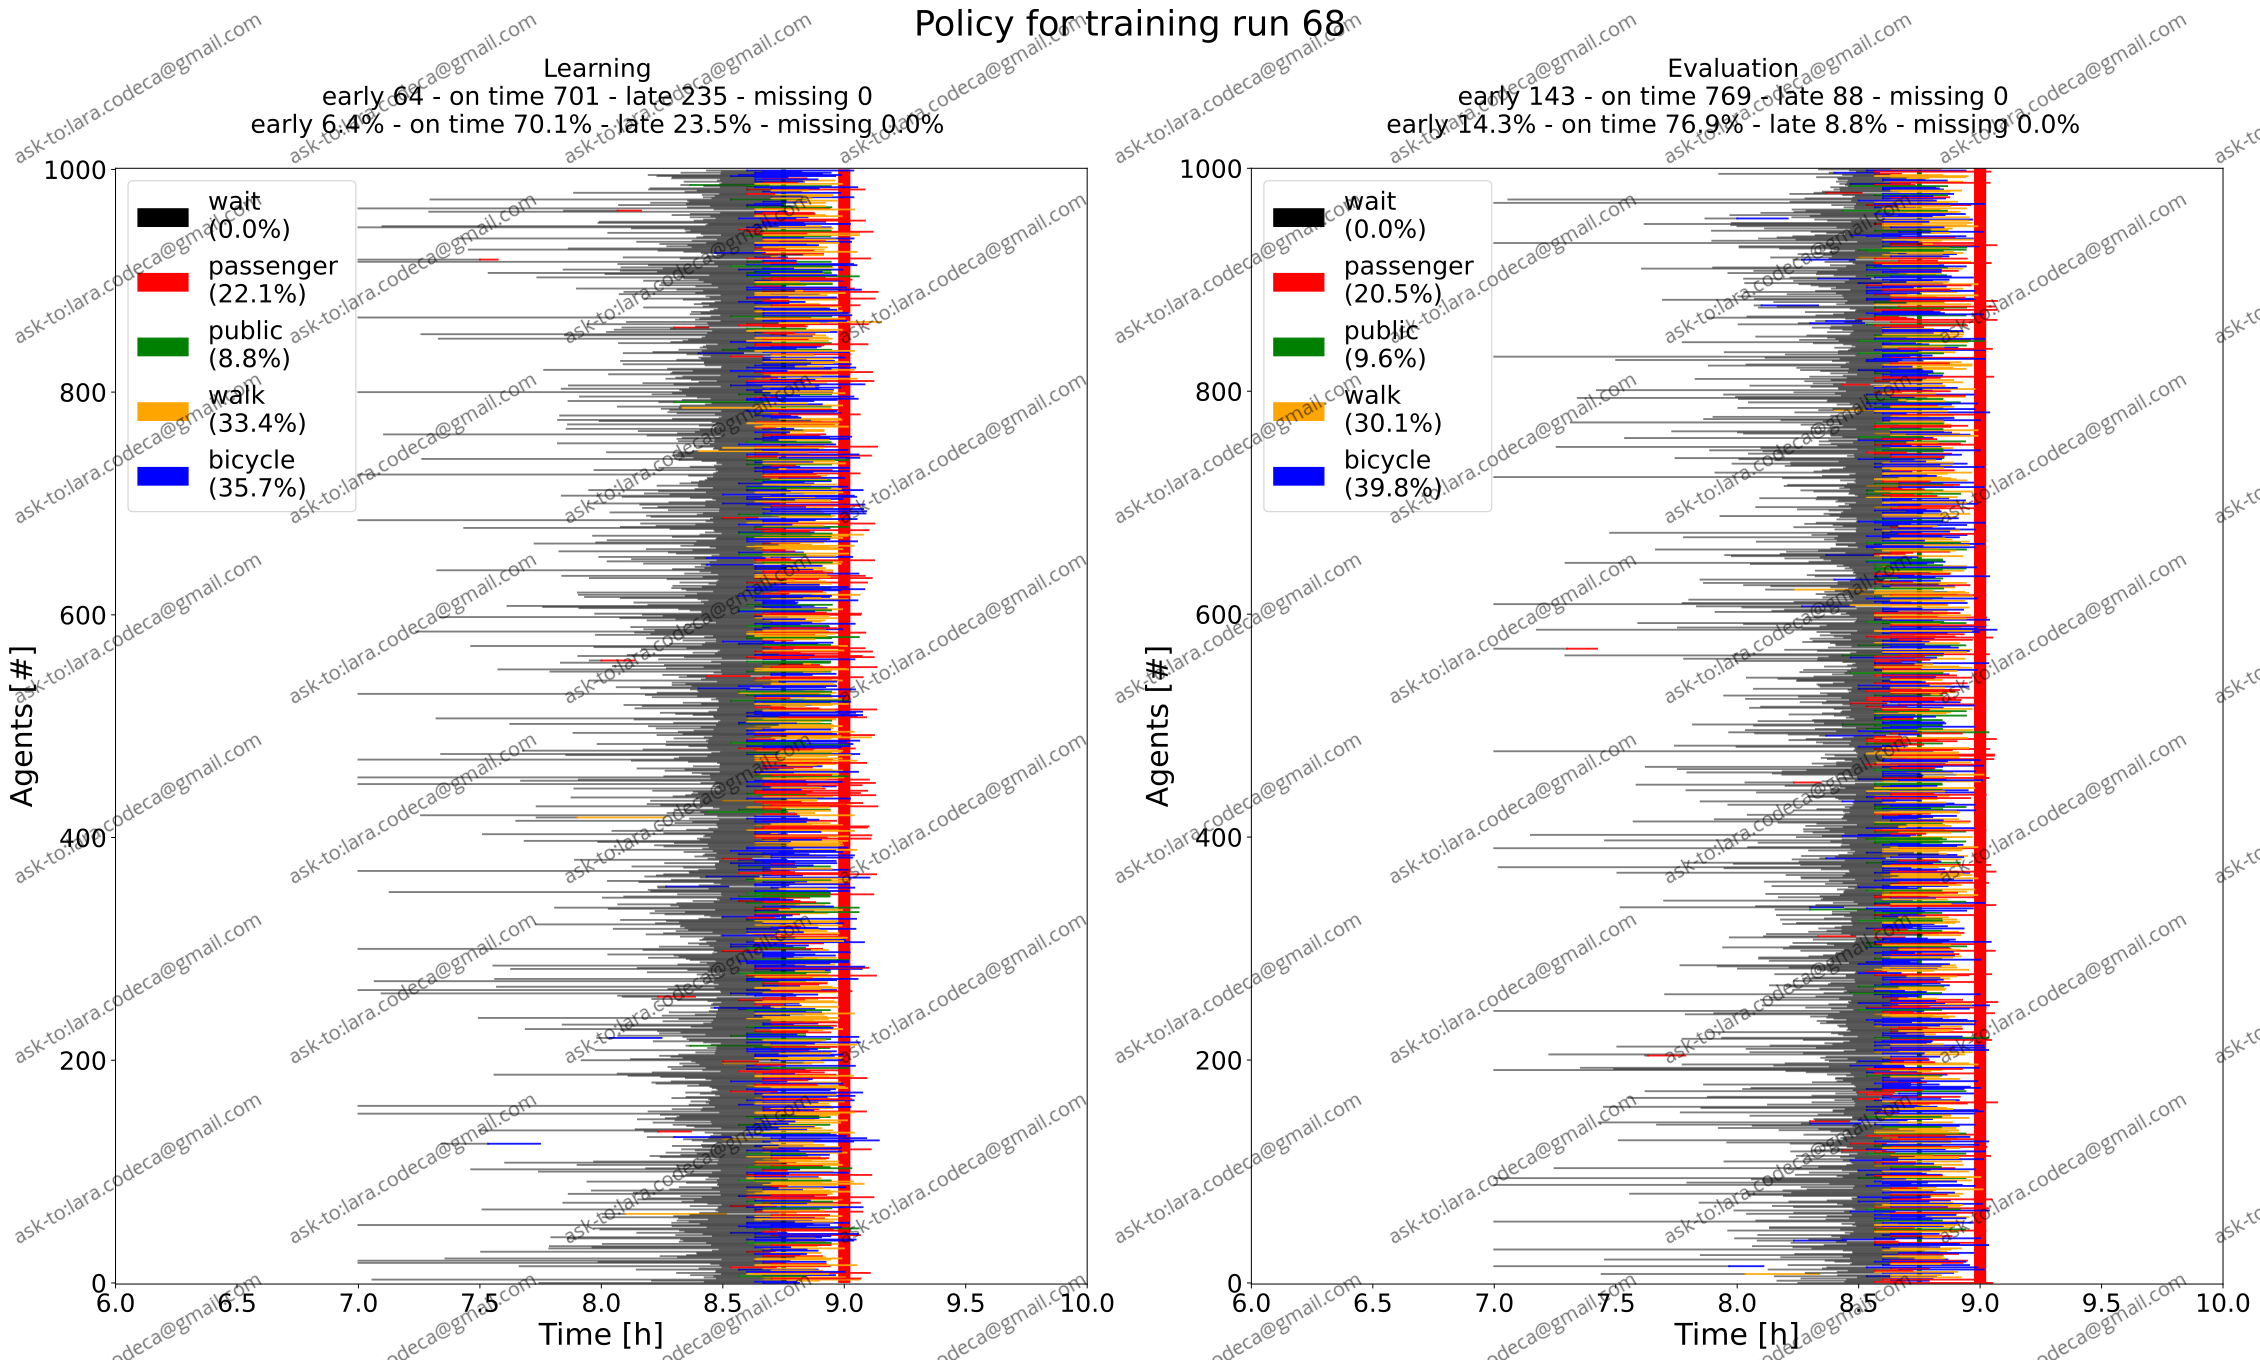 Policy for training run 68
Learning
early 64 - on time 701 - late 235 - missing 0
early 6.4% - on time 70.1% - late 23.5% - missing 0.0%
Evaluation
early 143 - on time 769 - late 88 - missing 0
early 14.3% - on time 76.9% - late 8.8% - missing 0.0%
Agents [#]
1000
800
600
400
200
0
wait
(0.0%)
passenger
(22.1%)
public
(8.8%)
walk
(33.4%)
bicycle
(35.7%)
6.0 6.5 7.0 7.5 8.0 8.5 9.0 9.5 10.0
Time [h]
Agents [#]
1000
800
600
400
200
0
wait
(0.0%)
passenger
(20.5%)
public
(9.6%)
walk
(30.1%)
bicycle
(39.8%)
6.0 6.5 7.0 7.5 8.0 8.5 9.0 9.5 10.0
Time [h]
ask-to:lara.codeca@gmail.com